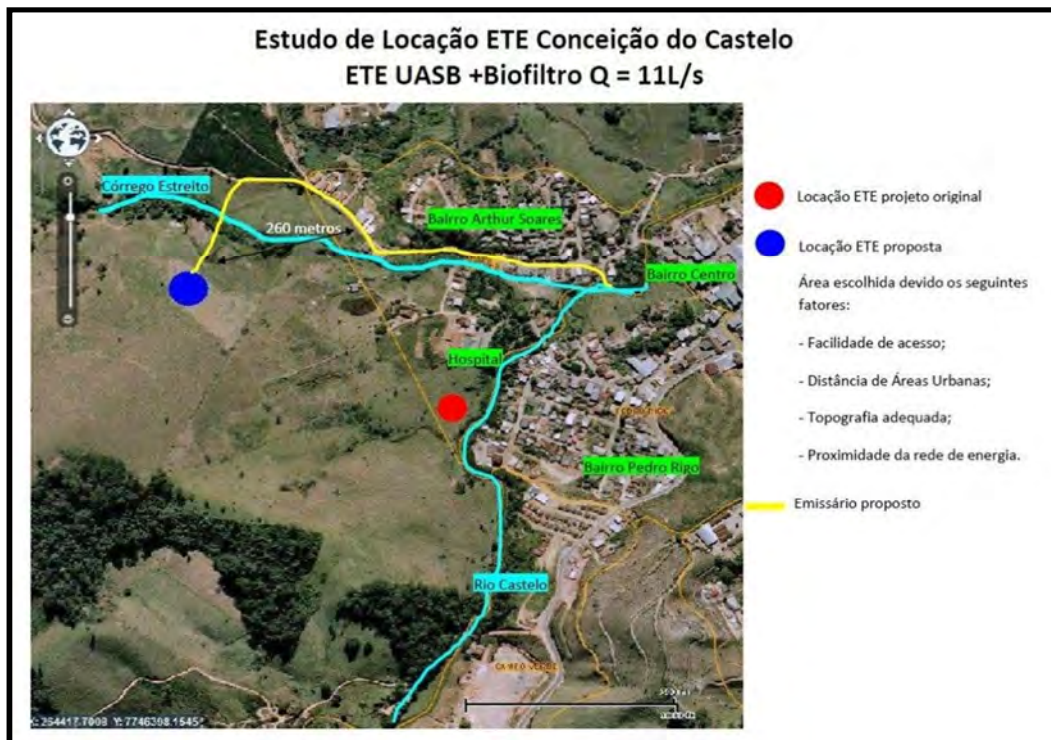 Estudo de Locação ETE Conceição do Castelo
ETE UASB +Biofiltro Q = 11L/s
Córrego Estreito
260 metros
Bairro Arthur Soares
Bairro Centro
Hospital
Bairro Pedro Rigo
Rio Castelo
Locação ETE projeto original
Locação ETE proposta
Área escolhida devido os seguintes
fatores:
- Facilidade de acesso;
- Distância de Áreas Urbanas;
- Topografia adequada;
- Proximidade da rede de energia.
Emissário proposto